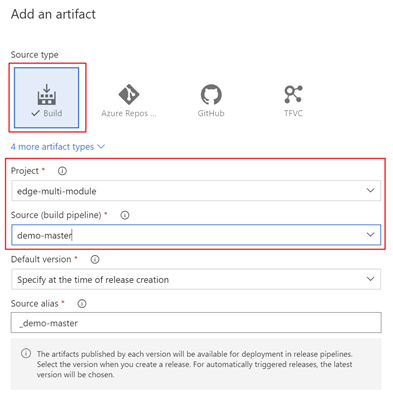 Add an artifact
Source type
Build
Azure Repos ...
GitHub
TFVC
4 more artifact types
Project *
edge-multi-module
Source (build pipeline) *
demo-master
Default version *
Specify at the time of release creation
Source alias *
_demo-master
The artifacts published by each version will be available for deployment in release pipelines.
Select the version when you create a release. For automatically triggered releases, the latest
version will be chosen.